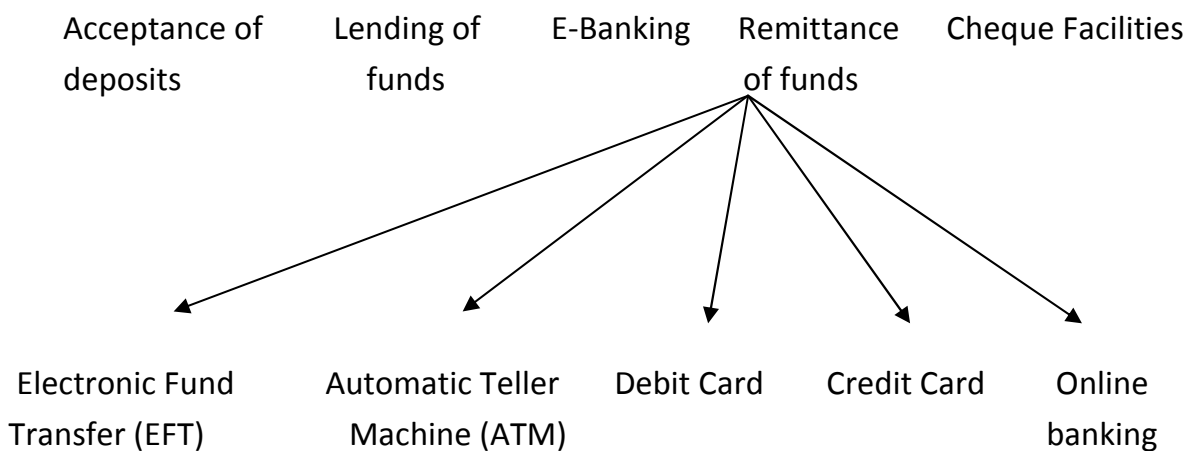 Acceptance of deposits
Lending of funds
E-Banking
Remittance of funds
Cheque Facilities
Electronic Fund Transfer (EFT)
Automatic Teller Machine (ATM)
Debit Card
Credit Card
Online banking